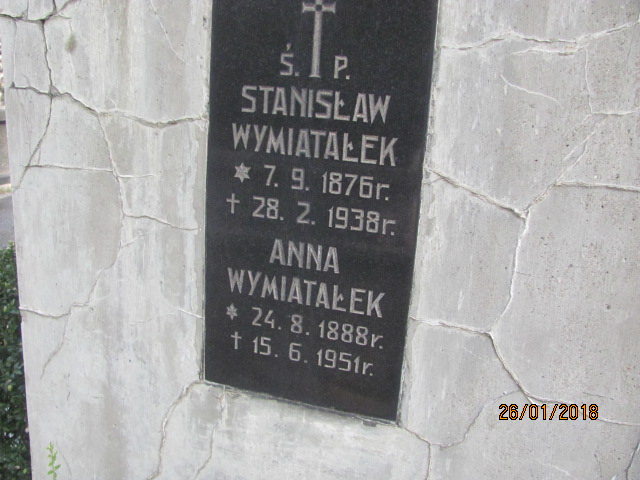 Ś. P.
STANISŁAW
WYMIATAŁEK
* 7. 9. 1876r.
† 28. 2. 1938r.
ANNA
WYMIATAŁEK
* 24. 8. 1888r.
† 15. 6. 1951r.
26/01/2018